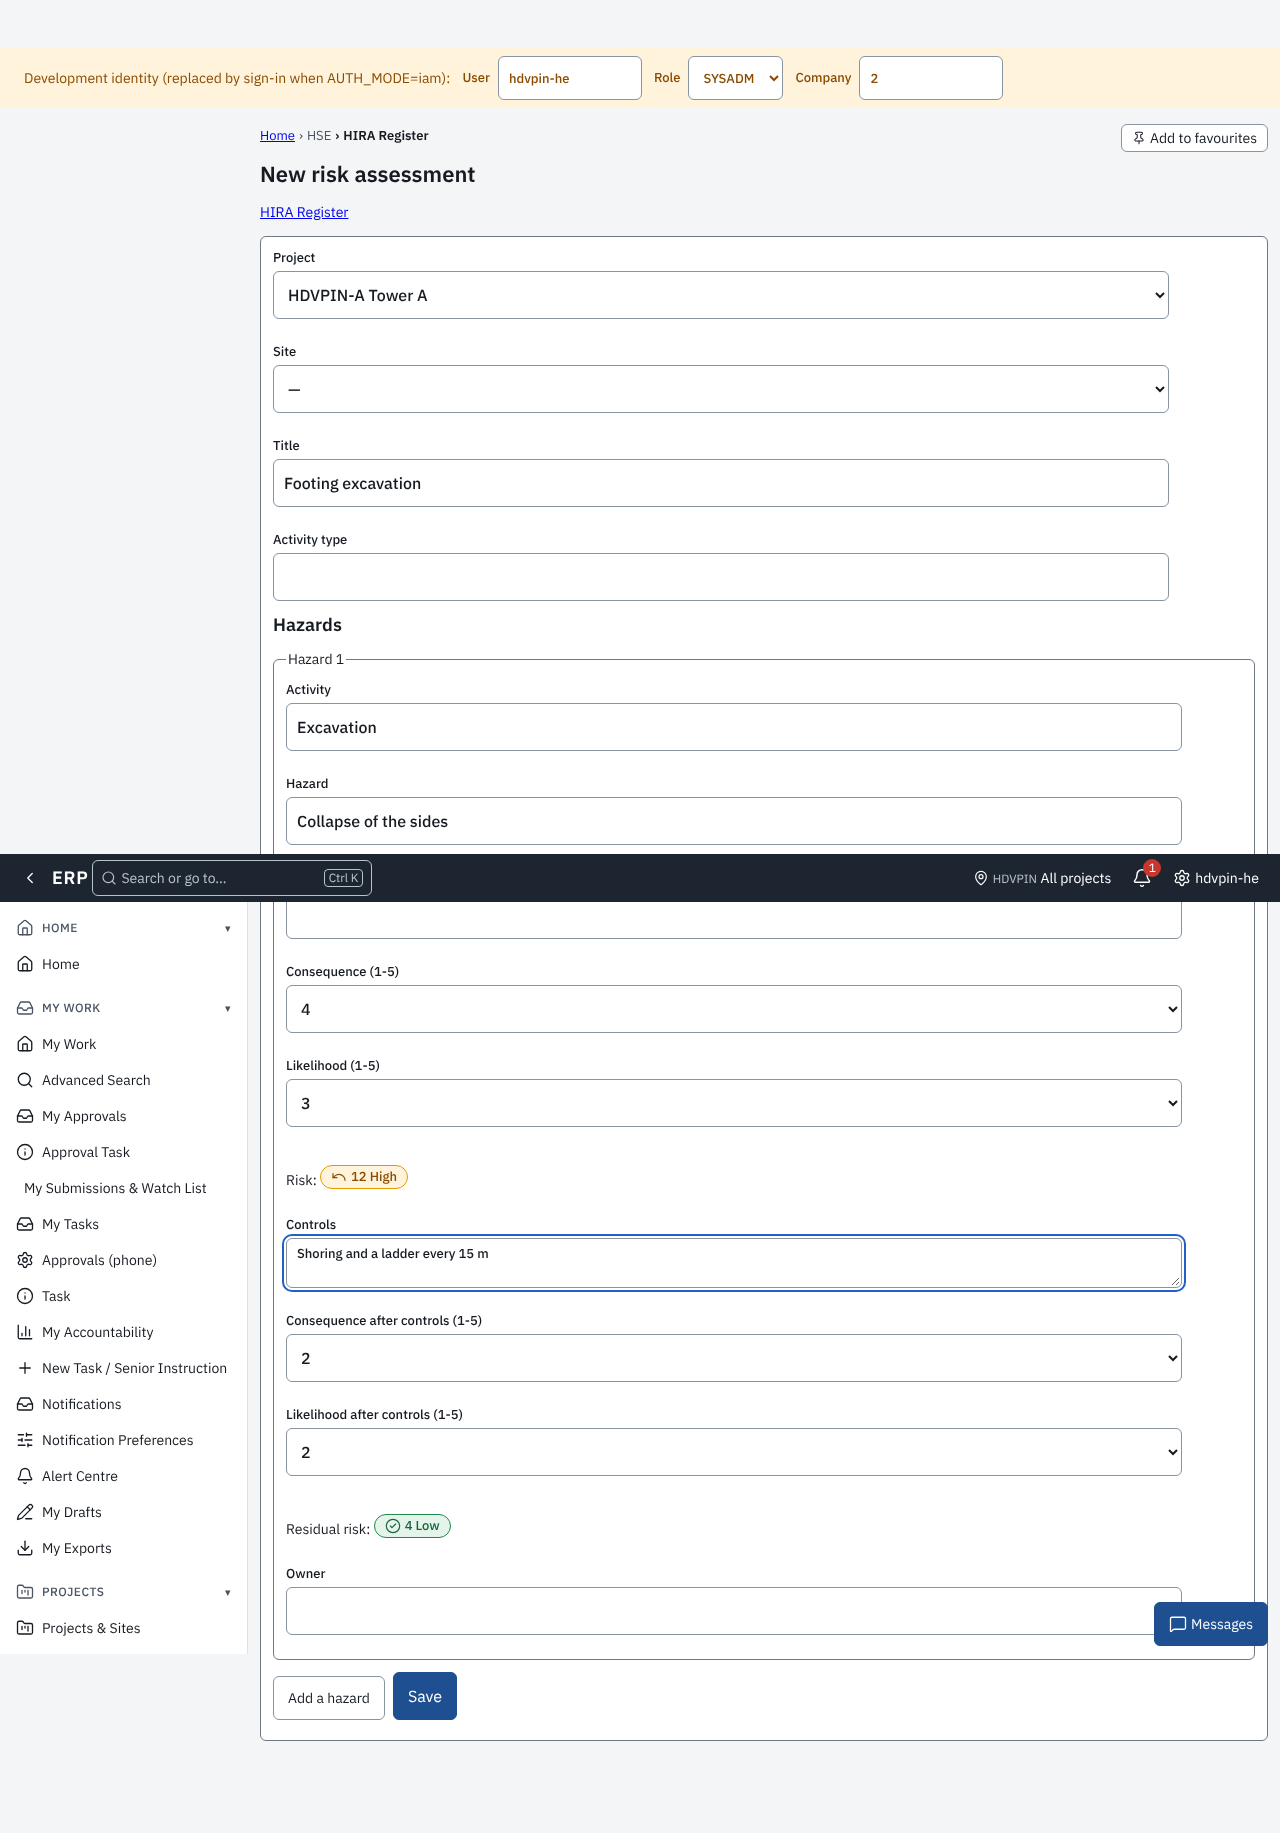 Development identity (replaced by sign-in when AUTH_MODE=iam): User hdvpin-he Role SYSADM Company 2
Home › HSE › HIRA Register
Add to favourites
New risk assessment
HIRA Register
Project
HDVPIN-A Tower A
Site
—
Title
Footing excavation
Activity type
Hazards
Hazard 1
Activity
Excavation
Hazard
Collapse of the sides
ERP Search or go to... Ctrl K HDVPIN All projects 1 hdvpin-he
HOME
Home
MY WORK
My Work
Advanced Search
My Approvals
Approval Task
My Submissions & Watch List
My Tasks
Approvals (phone)
Task
My Accountability
New Task / Senior Instruction
Notifications
Notification Preferences
Alert Centre
My Drafts
My Exports
PROJECTS
Projects & Sites
Consequence (1-5)
4
Likelihood (1-5)
3
Risk: 12 High
Controls
Shoring and a ladder every 15 m
Consequence after controls (1-5)
2
Likelihood after controls (1-5)
2
Residual risk: 4 Low
Owner
Messages
Add a hazard
Save